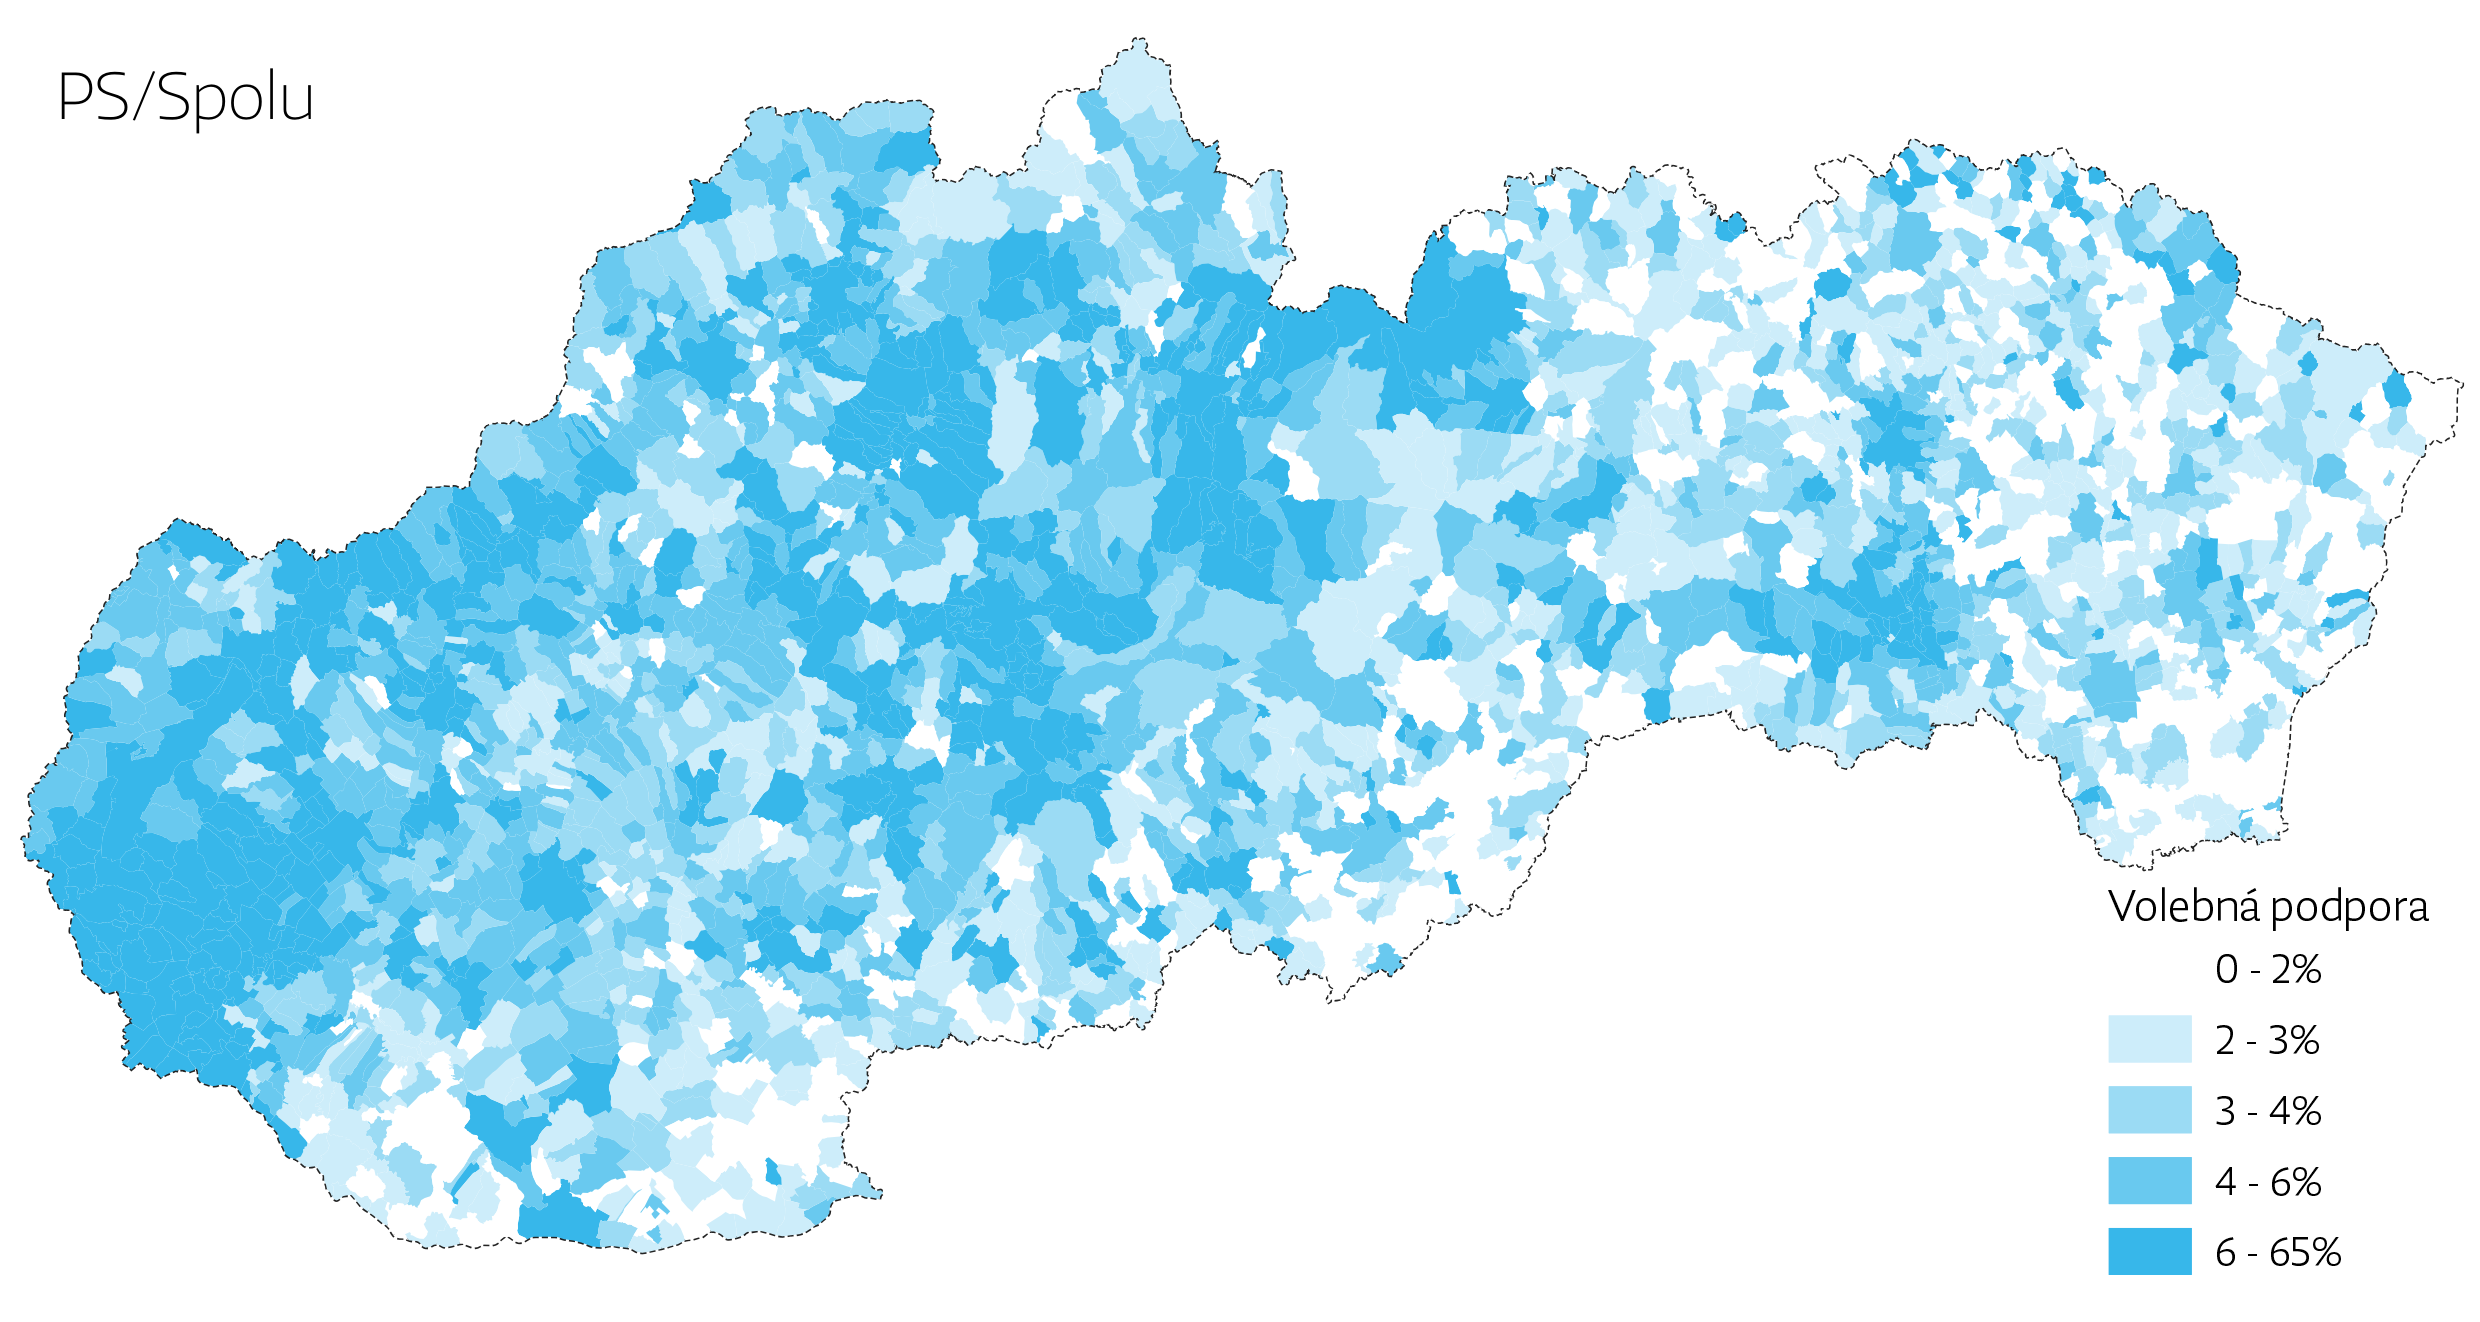 PS/Spolu
Volebná podpora
0 - 2%
2 - 3%
3 - 4%
4 - 6%
6 - 65%